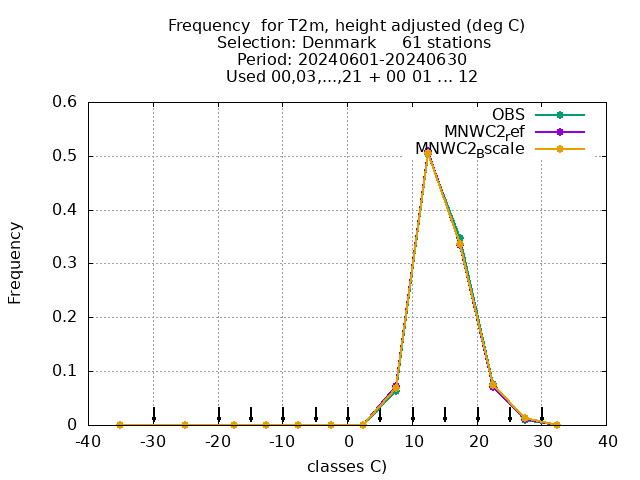 Frequency  for T2m, height adjusted (deg C)
Selection: Denmark     61 stations
Period: 20240601-20240630
Used 00,03,...,21 + 00 01 ... 12
OBS
MNWC2ref
MNWC2Bscale
Frequency
0.6
0.5
0.4
0.3
0.2
0.1
0
-40 -30 -20 -10 0 10 20 30 40
classes C)